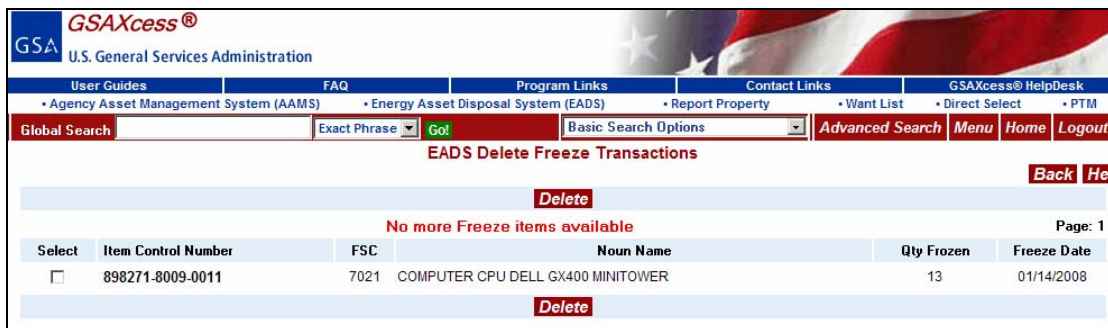 GSAXcess®
GSA
U.S. General Services Administration
User Guides FAQ Program Links Contact Links GSAXcess® HelpDesk
• Agency Asset Management System (AAMS) • Energy Asset Disposal System (EADS) • Report Property • Want List • Direct Select • PTM
Global Search Exact Phrase Go! Basic Search Options Advanced Search Menu Home Logout
EADS Delete Freeze Transactions
Back He
Delete
No more Freeze items available Page: 1
Select Item Control Number FSC Noun Name Qty Frozen Freeze Date
898271-8009-0011 7021 COMPUTER CPU DELL GX400 MINITOWER 13 01/14/2008
Delete